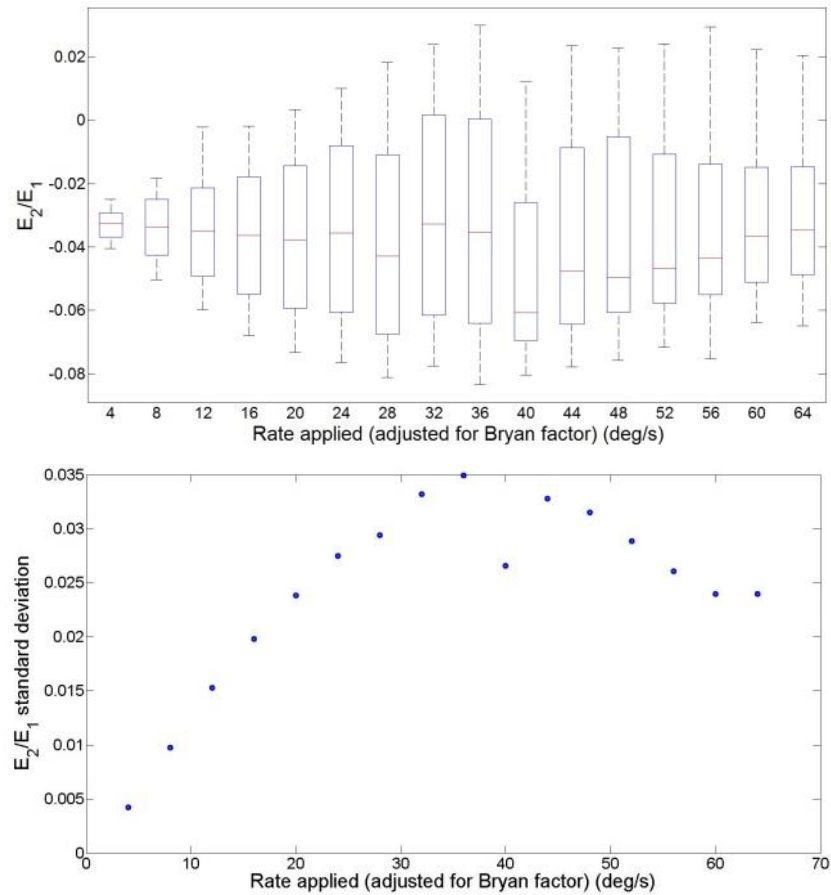 0.02
0
-0.02
-0.04
-0.06
-0.08
E2/E1
4 8 12 16 20 24 28 32 36 40 44 48 52 56 60 64
Rate applied (adjusted for Bryan factor) (deg/s)
0.035
0.03
0.025
0.02
0.015
0.01
0.005
0
E2/E1 standard deviation
0 10 20 30 40 50 60 70
Rate applied (adjusted for Bryan factor) (deg/s)